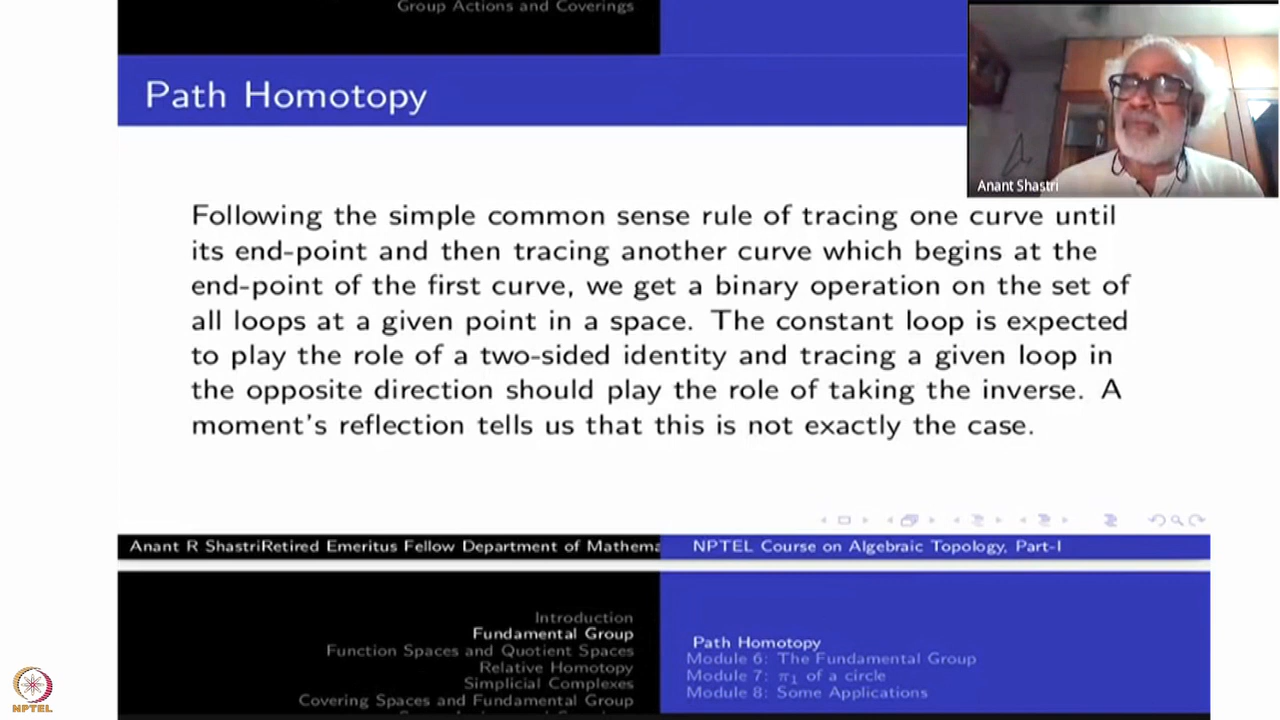 Group Actions and Coverings
Path Homotopy
Anant Shastri
Following the simple common sense rule of tracing one curve until
its end-point and then tracing another curve which begins at the
end-point of the first curve, we get a binary operation on the set of
all loops at a given point in a space. The constant loop is expected
to play the role of a two-sided identity and tracing a given loop in
the opposite direction should play the role of taking the inverse. A
moment's reflection tells us that this is not exactly the case.
Anant R ShastriRetired Emeritus Fellow Department of Mathema
NPTEL Course on Algebraic Topology, Part-I
Introduction
Fundamental Group
Function Spaces and Quotient Spaces
Relative Homotopy
Simplicial Complexes
Covering Spaces and Fundamental Group
Path Homotopy
Module 6: The Fundamental Group
Module 7: π₁ of a circle
Module 8: Some Applications
NPTEL